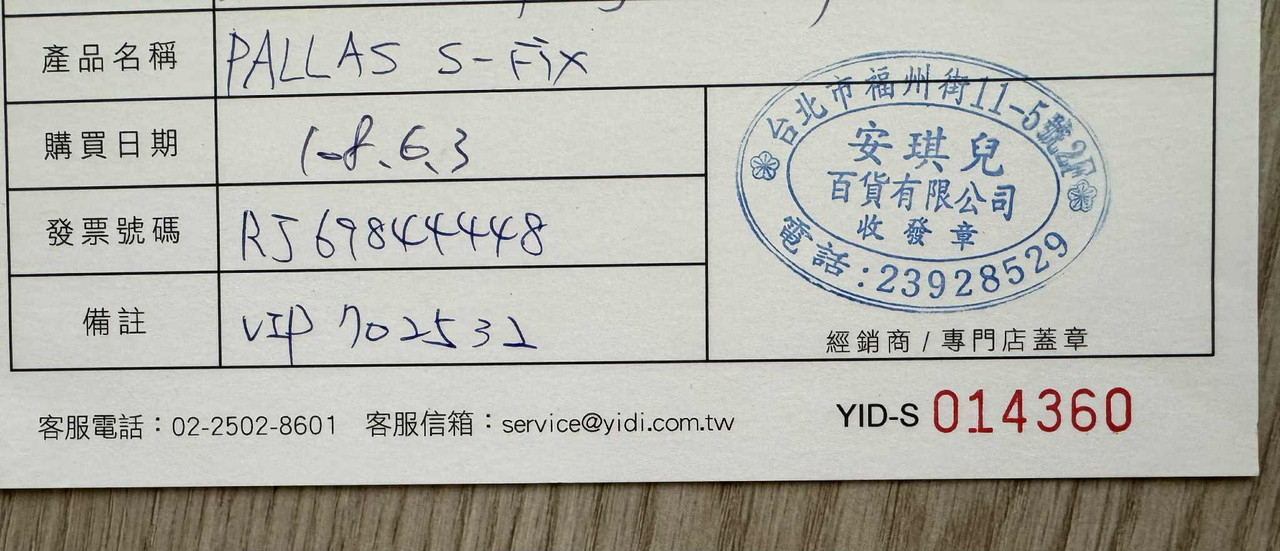 產品名稱 PALLAS S-Fix
購買日期 108.6.3
發票號碼 RJ69844448
備註 VIP 702532
台北市福州街11-5號2F
安琪兒
百貨有限公司
收發章
電話:23928529
經銷商/專門店蓋章
客服電話:02-2502-8601 客服信箱:service@yidi.com.tw
YID-S 014360